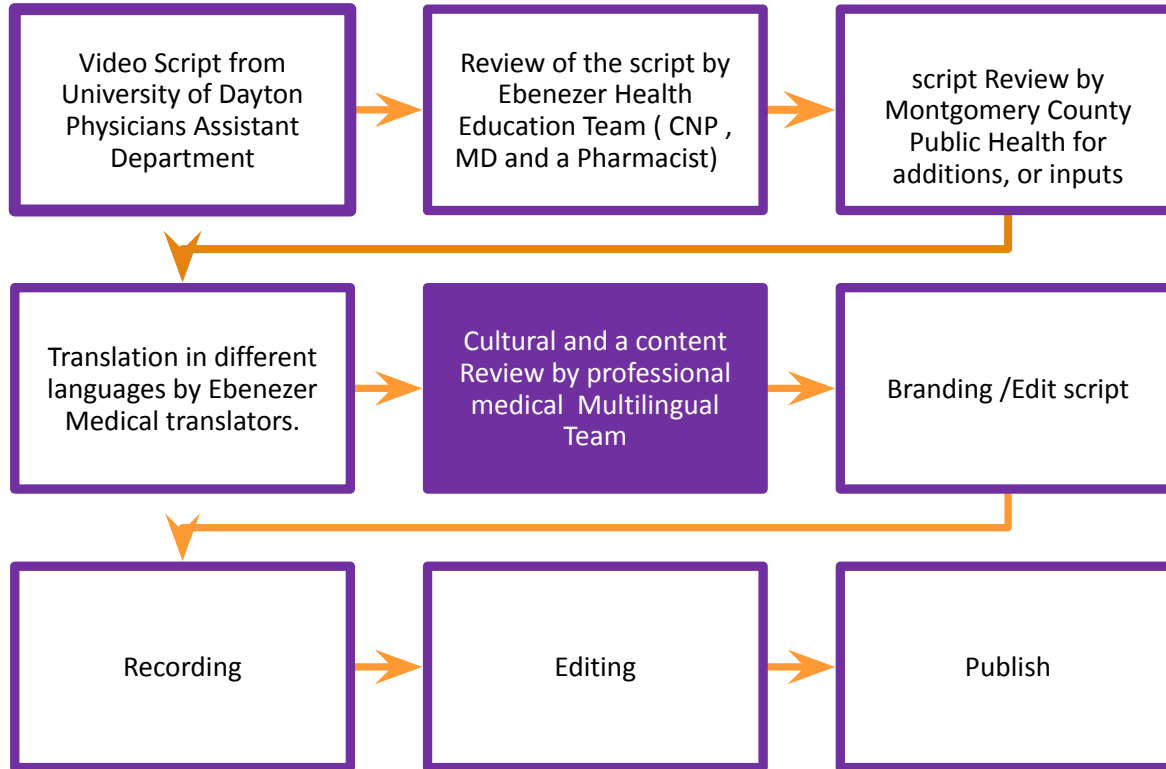 Video Script from
University of Dayton
Physicians Assistant
Department
Review of the script by
Ebenezer Health
Education Team ( CNP ,
MD and a Pharmacist)
script Review by
Montgomery County
Public Health for
additions, or inputs
Translation in different
languages by Ebenezer
Medical translators.
Cultural and a content
Review by professional
medical  Multilingual
Team
Branding /Edit script
Recording
Editing
Publish